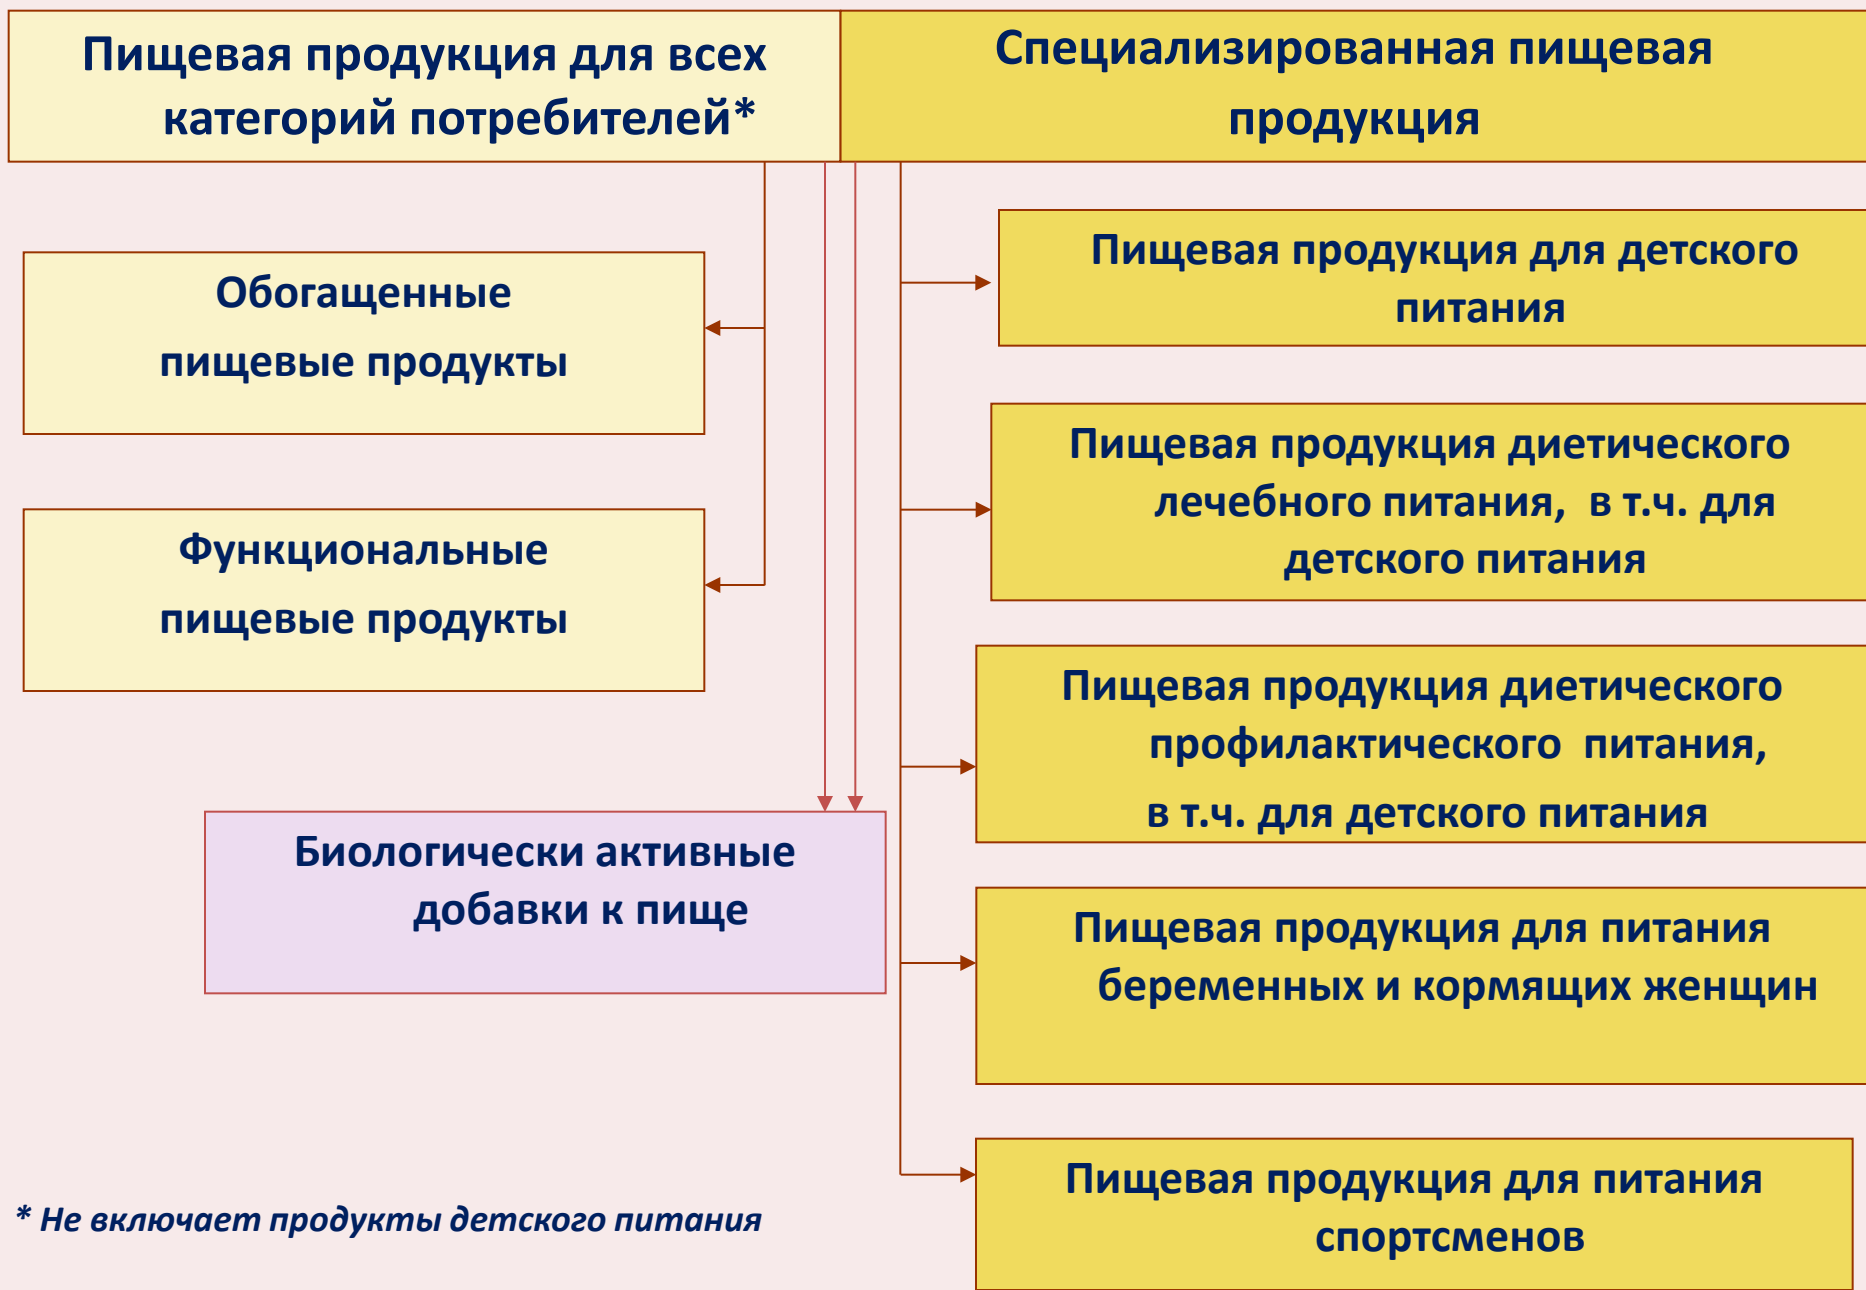 Пищевая продукция для всех
категорий потребителей*
Специализированная пищевая
продукция
Обогащенные
пищевые продукты
Функциональные
пищевые продукты
Биологически активные
добавки к пище
Пищевая продукция для детского
питания
Пищевая продукция диетического
лечебного питания, в т.ч. для
детского питания
Пищевая продукция диетического
профилактического питания,
в т.ч. для детского питания
Пищевая продукция для питания
беременных и кормящих женщин
Пищевая продукция для питания
спортсменов
* Не включает продукты детского питания